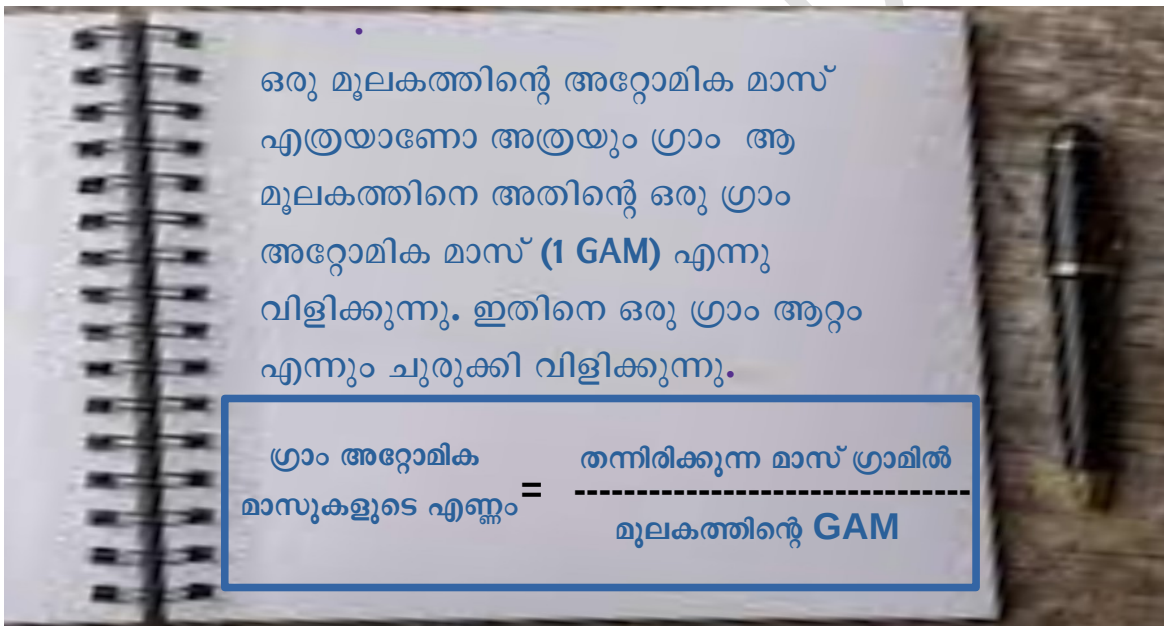 ഒരു മൂലകത്തിന്റെ അറ്റോമിക മാസ്
എത്രയാണോ അത്രയും ഗ്രാം ആ
മൂലകത്തിനെ അതിന്റെ ഒരു ഗ്രാം
അറ്റോമിക മാസ് (1 GAM) എന്നു
വിളിക്കുന്നു. ഇതിനെ ഒരു ഗ്രാം ആറ്റം
എന്നും ചുരുക്കി വിളിക്കുന്നു.
ഗ്രാം അറ്റോമിക മാസുകളുടെ എണ്ണം = തന്നിരിക്കുന്ന മാസ് ഗ്രാമിൽ
--------------------------------
മൂലകത്തിന്റെ GAM